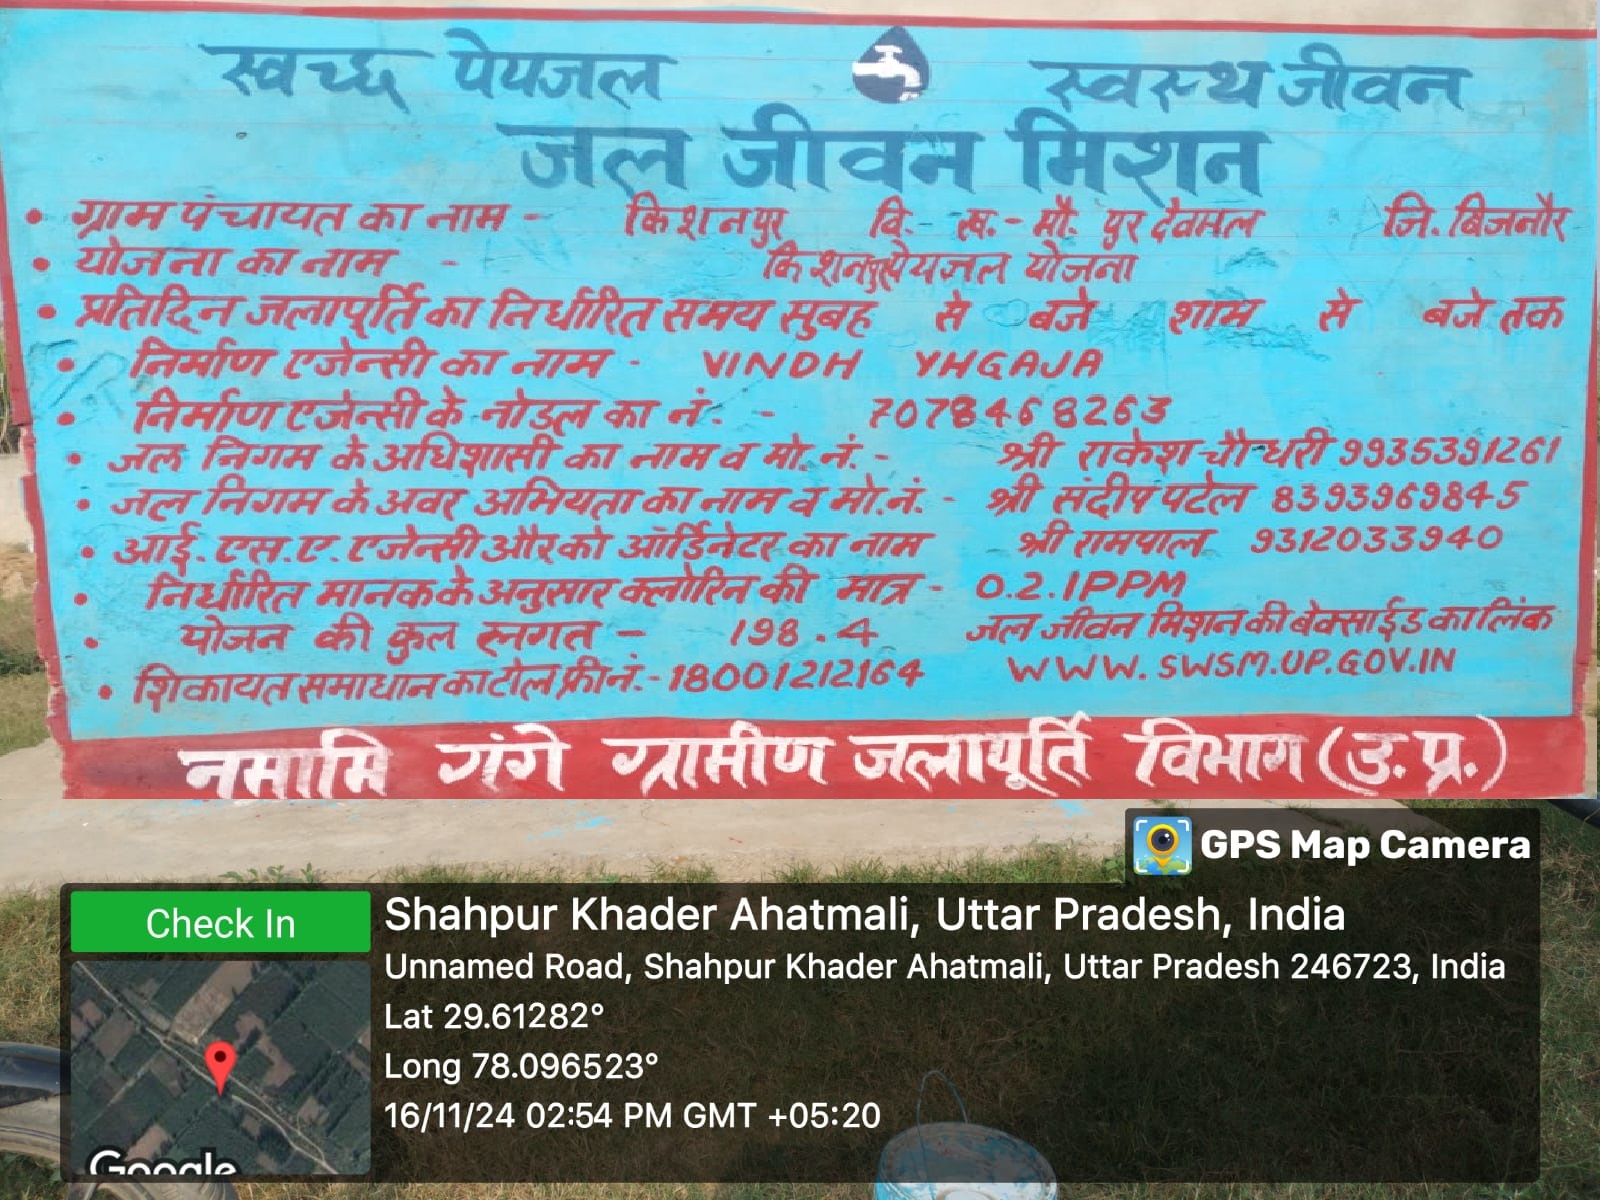 स्वच्छ पेयजल स्वस्थ जीवन
जल जीवन मिशन
• ग्राम पंचायत का नाम - किशनपुर वि.- ख.- मौ. पुर देवमल जि. बिजनौर
• योजना का नाम - किशनपुर पेयजल योजना
• प्रतिदिन जलापूर्ति का निर्धारित समय सुबह से बजे शाम से बजे तक
• निर्माण एजेन्सी का नाम - VINDH YHGAJA
• निर्माण एजेन्सी के नोडल का नं. - 7078468263
• जल निगम के अधिशासी का नाम व मो.नं. - श्री राकेश चौधरी 9935391261
• जल निगम के अवर अभियता का नाम व मो.नं. - श्री संदीप पटेल 8393969845
• आई.एस.ए. एजेन्सी और को ऑर्डिनेटर का नाम श्री रामपाल 9312033940
• निर्धारित मानक के अनुसार क्लोरिन की मात्र - 0.2.1PPM
• योजन की कुल लगत - 198.4 जल जीवन मिशन की बेक्साईड का लिंक
• शिकायत समाधान का टोल फ्री नं.- 18001212164 WWW.SWSM.UP.GOV.IN
नमामि गंगे ग्रामीण जलापूर्ति विभाग (उ.प्र.)
GPS Map Camera
Check In
Shahpur Khader Ahatmali, Uttar Pradesh, India
Unnamed Road, Shahpur Khader Ahatmali, Uttar Pradesh 246723, India
Lat 29.61282°
Long 78.096523°
16/11/24 02:54 PM GMT +05:20
Google